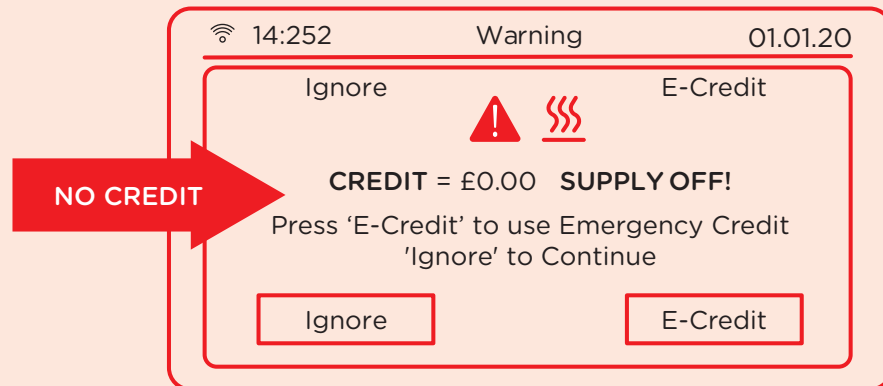 14:252 Warning 01.01.20
Ignore E-Credit
NO CREDIT
CREDIT = £0.00 SUPPLY OFF!
Press ‘E-Credit’ to use Emergency Credit
'Ignore' to Continue
Ignore E-Credit